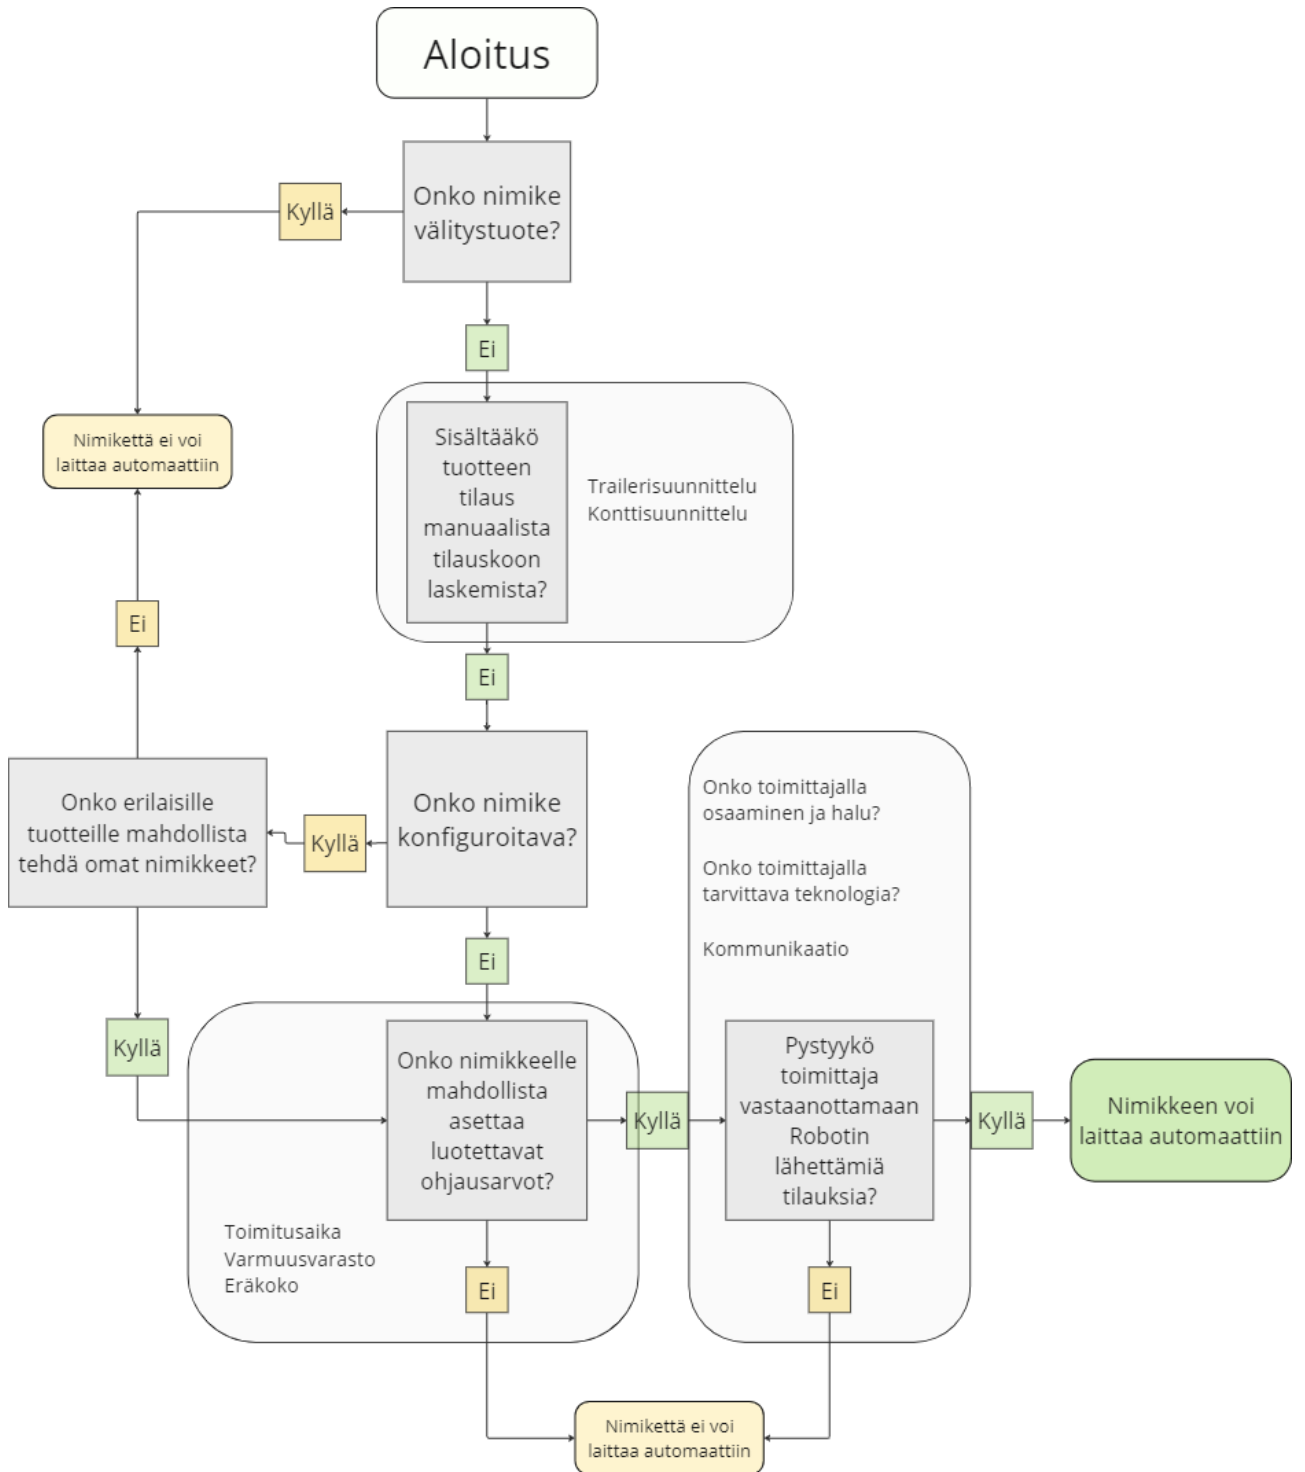 Aloitus
Onko nimike
välitystuote?
Kyllä
Ei
Nimikettä ei voi
laittaa automaattiin
Sisältääkö
tuotteen
tilaus
manuaalista
tilauskoon
laskemista?
Trailerisuunnittelu
Konttisuunnittelu
Ei
Ei
Onko erilaisille
tuotteille mahdollista
tehdä omat nimikkeet?
Kyllä
Onko nimike
konfiguroitava?
Onko toimittajalla
osaaminen ja halu?
Onko toimittajalla
tarvittava teknologia?
Kommunikaatio
Ei
Kyllä
Onko nimikkeelle
mahdollista
asettaa
luotettavat
ohjausarvot?
Kyllä
Pystyykö
toimittaja
vastaanottamaan
Robotin
lähettämiä
tilauksia?
Kyllä
Nimikkeen voi
laittaa automaattiin
Toimitusaika
Varmuusvarasto
Eräkoko
Ei
Ei
Nimikettä ei voi
laittaa automaattiin